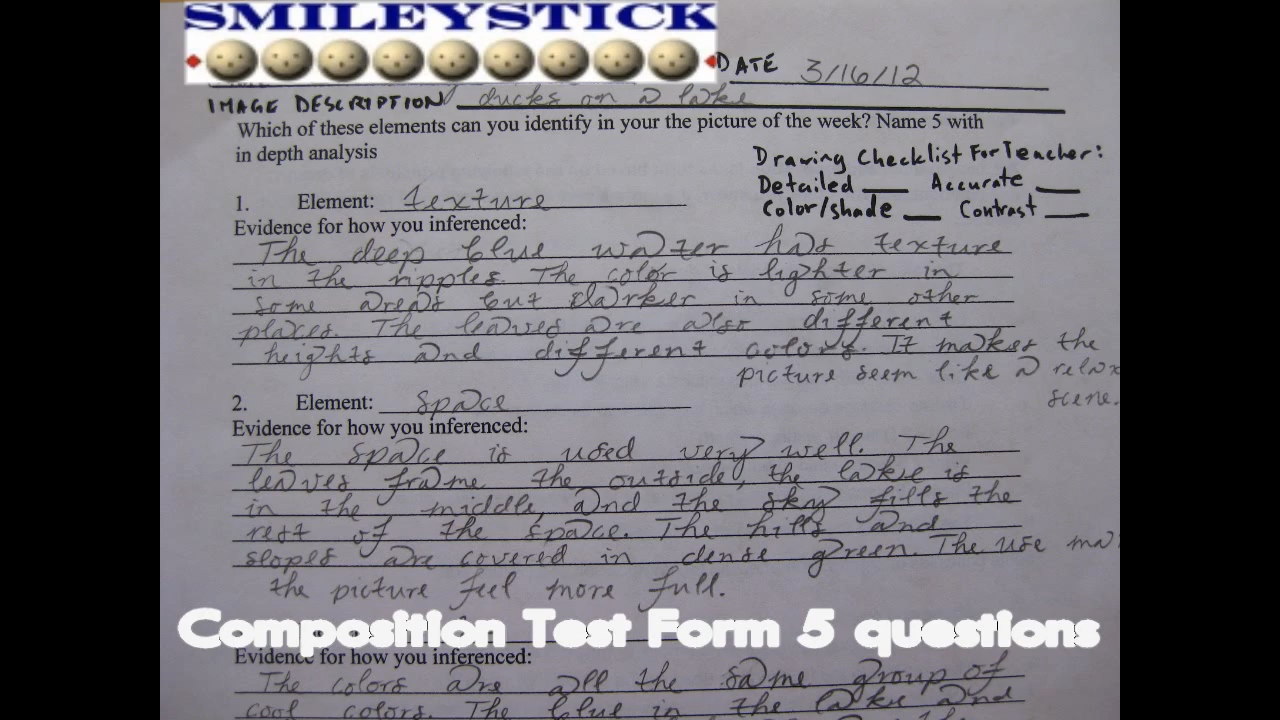 SMILEYSTICK
DATE 3/16/12
IMAGE DESCRIPTION ducks on a lake
Which of these elements can you identify in your the picture of the week? Name 5 with
in depth analysis
Drawing Checklist For Teacher:
Detailed ___ Accurate ___
Color/shade ___ Contrast ___
1. Element: texture
Evidence for how you inferenced:
The deep blue water has texture
in the ripples. The color is lighter in
some areas but darker in some other
places. The leaves are also different
heights and different colors. It makes the
picture seem like a relax
scene.
2. Element: space
Evidence for how you inferenced:
The space is used very well. The
leaves frame the outside, the lake is
in the middle, and the sky fills the
rest of the space. The hills and
slopes are covered in dense green. The use ma
the picture feel more full.
Composition Test Form 5 questions
Evidence for how you inferenced:
The colors are all the same group of
cool colors. The blue in the lake and